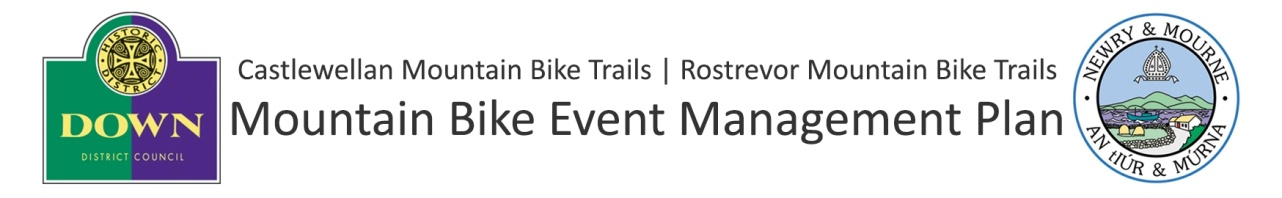 HISTORIC
DISTRICT
DOWN
DISTRICT COUNCIL
Castlewellan Mountain Bike Trails | Rostrevor Mountain Bike Trails
Mountain Bike Event Management Plan
NEWRY & MOURNE
AN tIÚR & MÚRNA